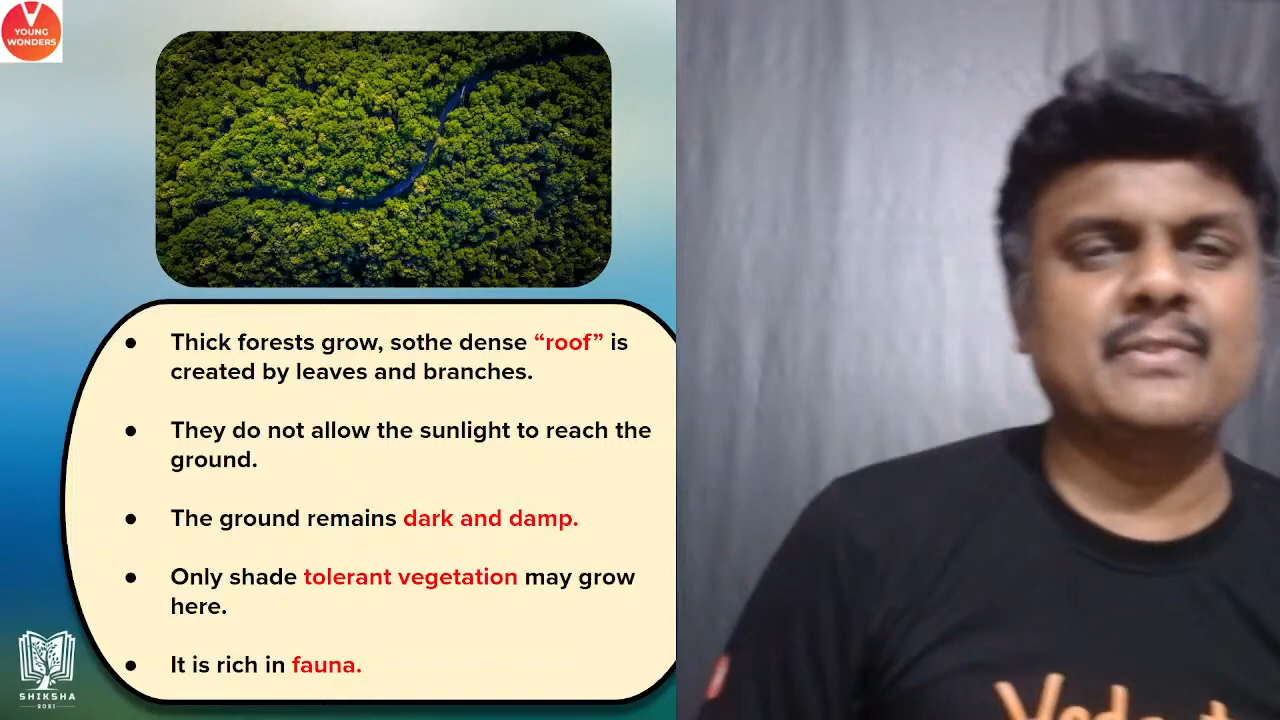 YOUNG
WONDERS
Thick forests grow, sothe dense “roof” is
created by leaves and branches.
They do not allow the sunlight to reach the
ground.
The ground remains dark and damp.
Only shade tolerant vegetation may grow
here.
It is rich in fauna.
SHIKSHA
2021